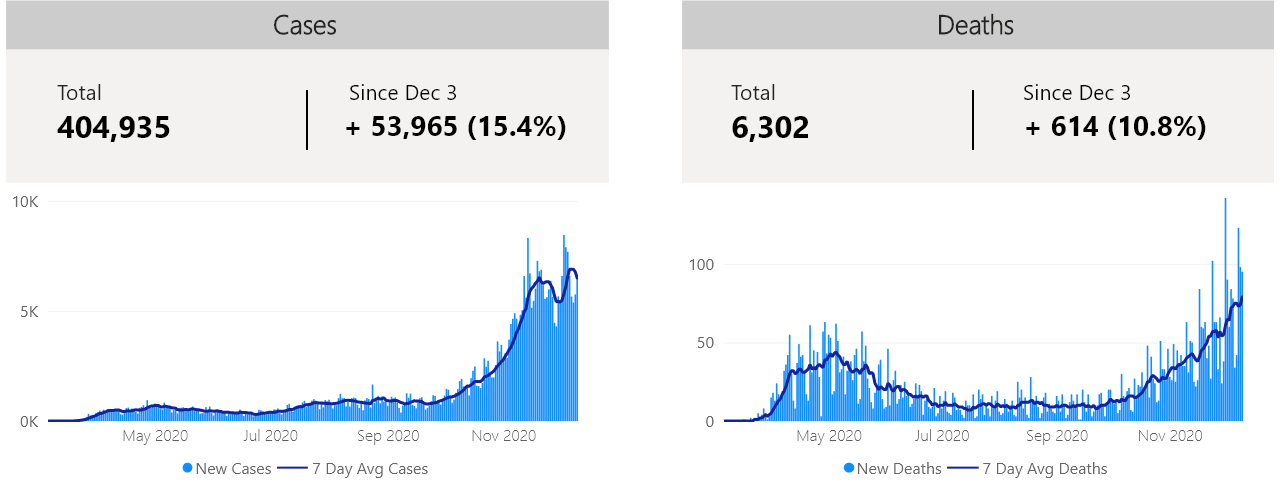 Cases
Total
404,935
Since Dec 3
+ 53,965 (15.4%)
10K
5K
0K
May 2020
Jul 2020
Sep 2020
Nov 2020
New Cases
7 Day Avg Cases
Deaths
Total
6,302
Since Dec 3
+ 614 (10.8%)
100
50
0
May 2020
Jul 2020
Sep 2020
Nov 2020
New Deaths
7 Day Avg Deaths